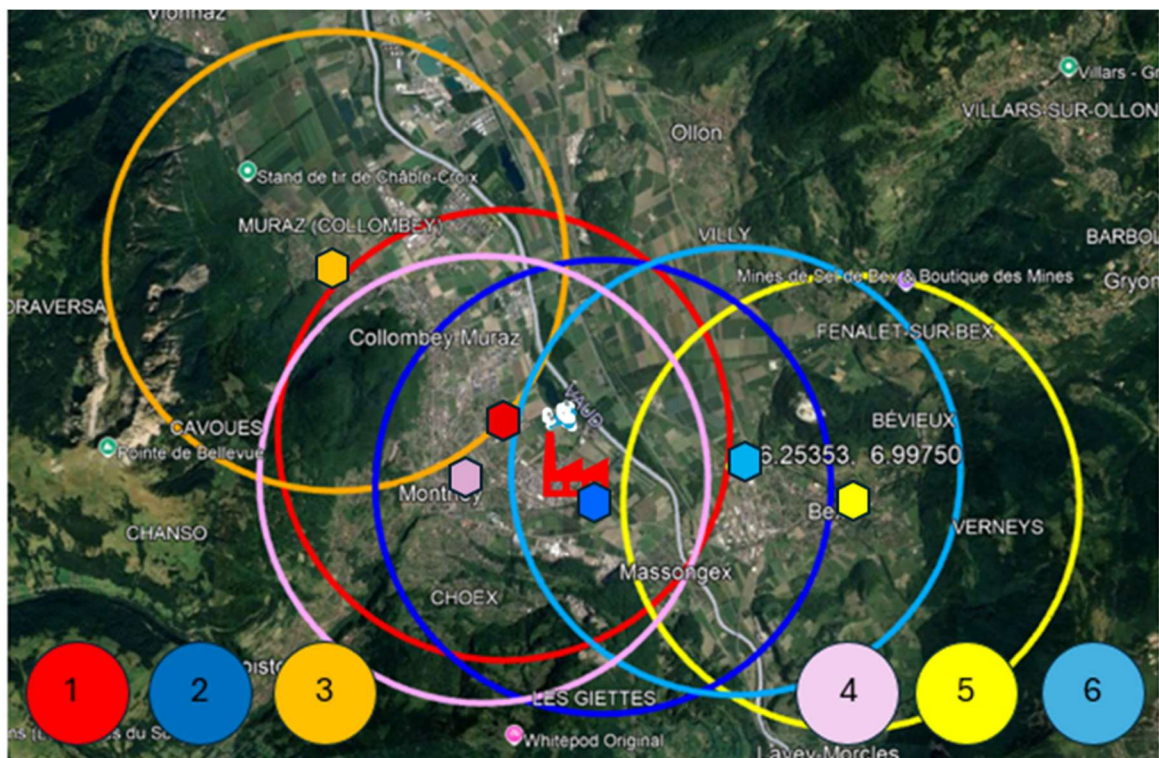 Vionnaz
Villars - Gr
VILLARS-SUR-OLLON
Ollon
Stand de tir de Châble-Croix
MURAZ (COLLOMBEY)
VILLY
BARBOL
Mines de Sel de Bex & Boutique des Mines
Gryon
DRAVERSA
FENALET-SUR-BEX
Collombey-Muraz
VAUD
BÉVIEUX
CAVOUES
Pointe de Bellevue
6.25353, 6.99750
Monthey
Be
VERNEYS
CHANSO
Massongex
CHOEX
1
2
3
4
5
6
LES GIETTES
Whitepod Original
Lavey-Morcles